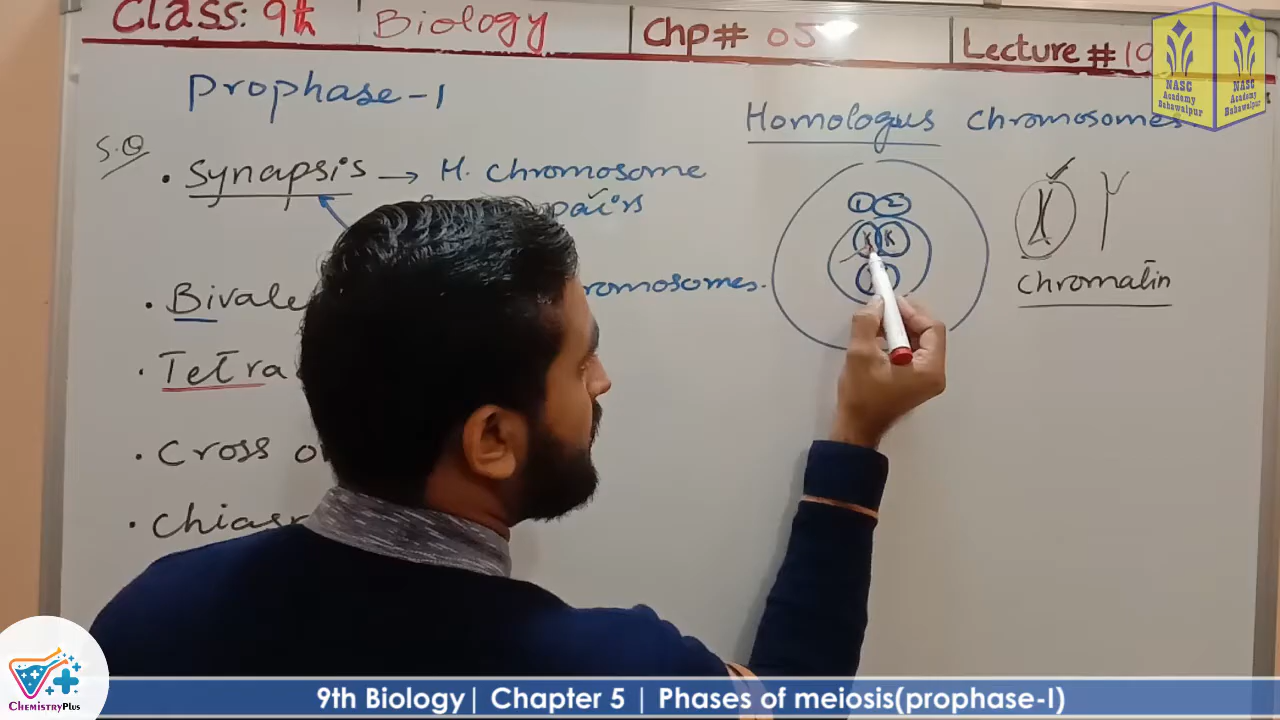 Class: 9th Biology Chp# 05 Lecture # 10
Prophase-I
Homologus chromosomes.
S.Q
• Synapsis → H. chromosome
pairs
1 2
• Bivale
romosomes.
chromatin
• Tetra
• Cross o
• chias
NASC
Academy
Bahawalpur
NASC
Academy
Bahawalpur
ChemistryPlus
9th Biology| Chapter 5 | Phases of meiosis(prophase-I)